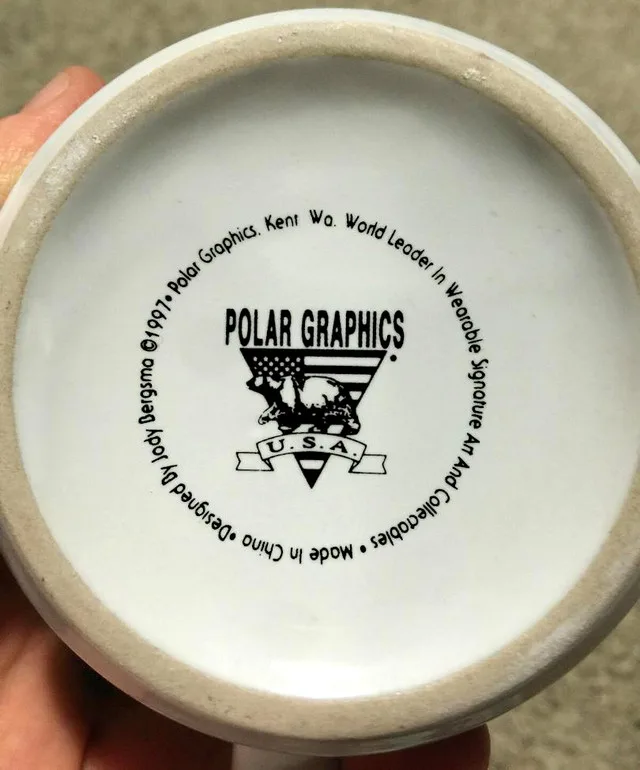 Polar Graphics. Kent Wa. World Leader In Wearable Signature Art And Collectables • Made In China • Designed By Jody Bergsma ©1997•
POLAR GRAPHICS
U.S.A.